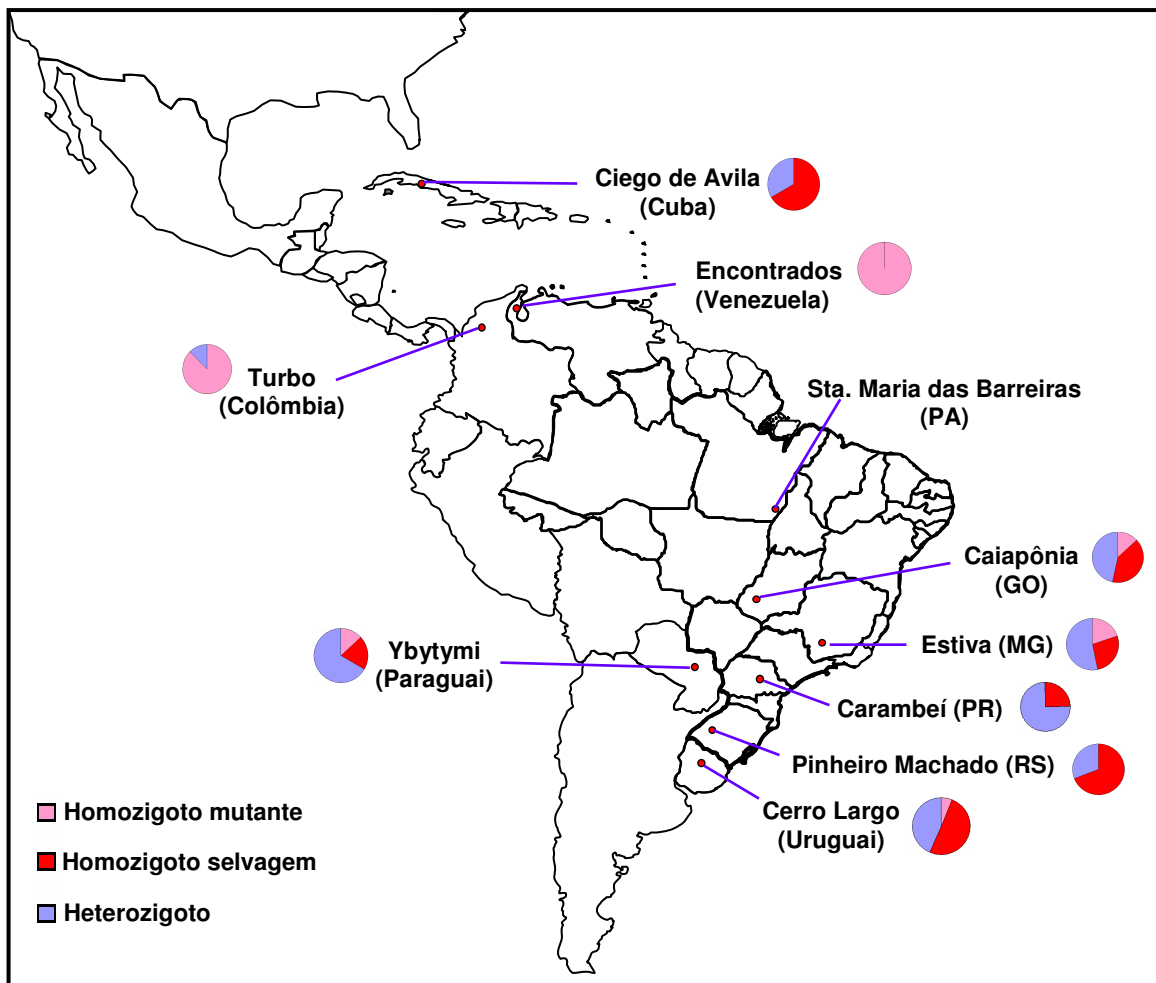 Ciego de Avila
(Cuba)
Encontrados
(Venezuela)
Turbo
(Colômbia)
Sta. Maria das Barreiras
(PA)
Caiapônia
(GO)
Estiva (MG)
Ybytymi
(Paraguai)
Carambeí (PR)
Pinheiro Machado (RS)
Cerro Largo
(Uruguai)
Homozigoto mutante
Homozigoto selvagem
Heterozigoto